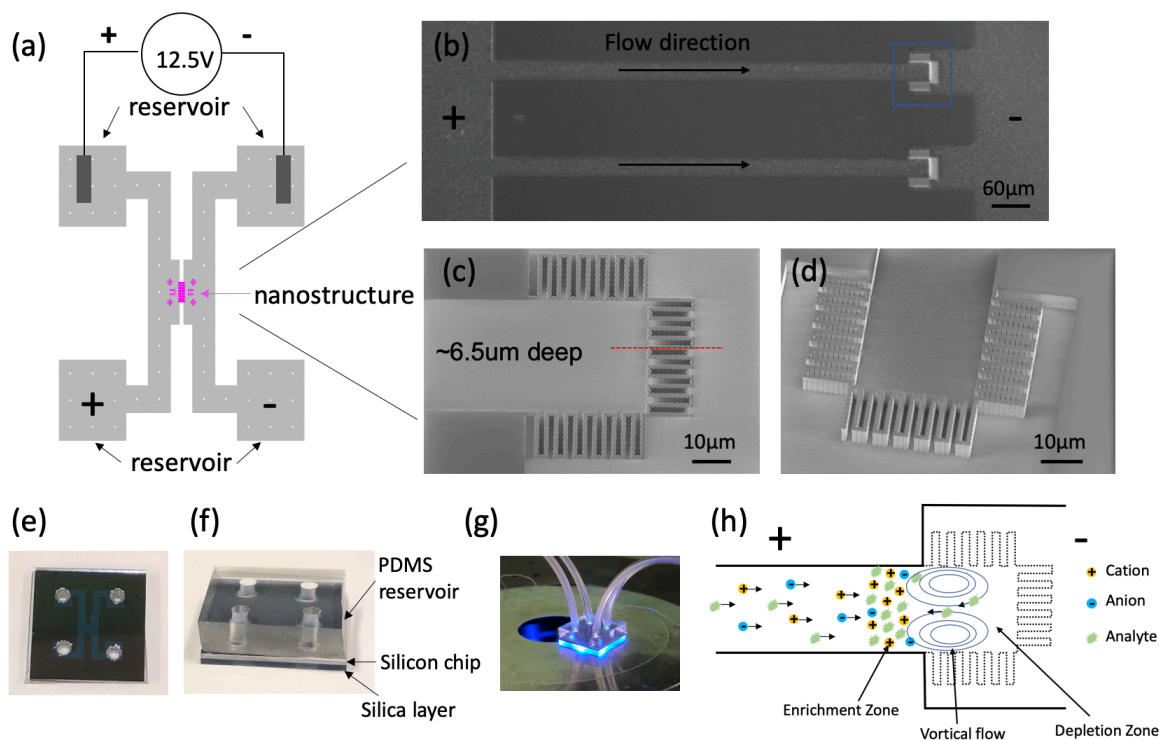 (a)
+
-
12.5V
reservoir
nanostructure
+
-
reservoir
(b)
Flow direction
+
-
60μm
(c)
~6.5um deep
10μm
(d)
10μm
(e)
(f)
PDMS
reservoir
Silicon chip
Silica layer
(g)
(h)
+
-
+ Cation
- Anion
Analyte
Enrichment Zone
Vortical flow
Depletion Zone